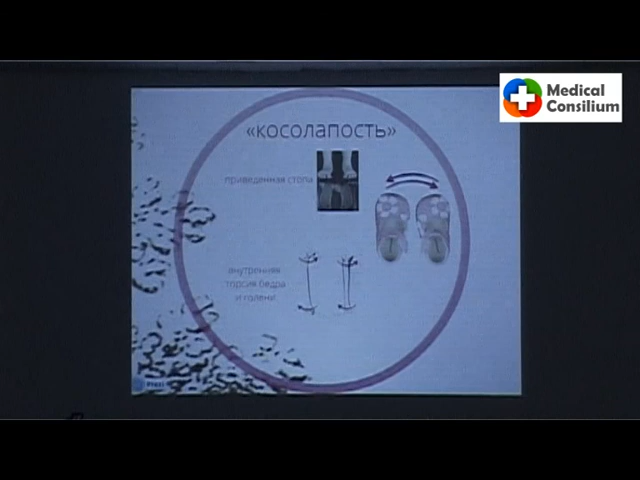 Medical
Consilium
«косолапость»
приведенная стопа
внутренняя
торсия бедра
и голени